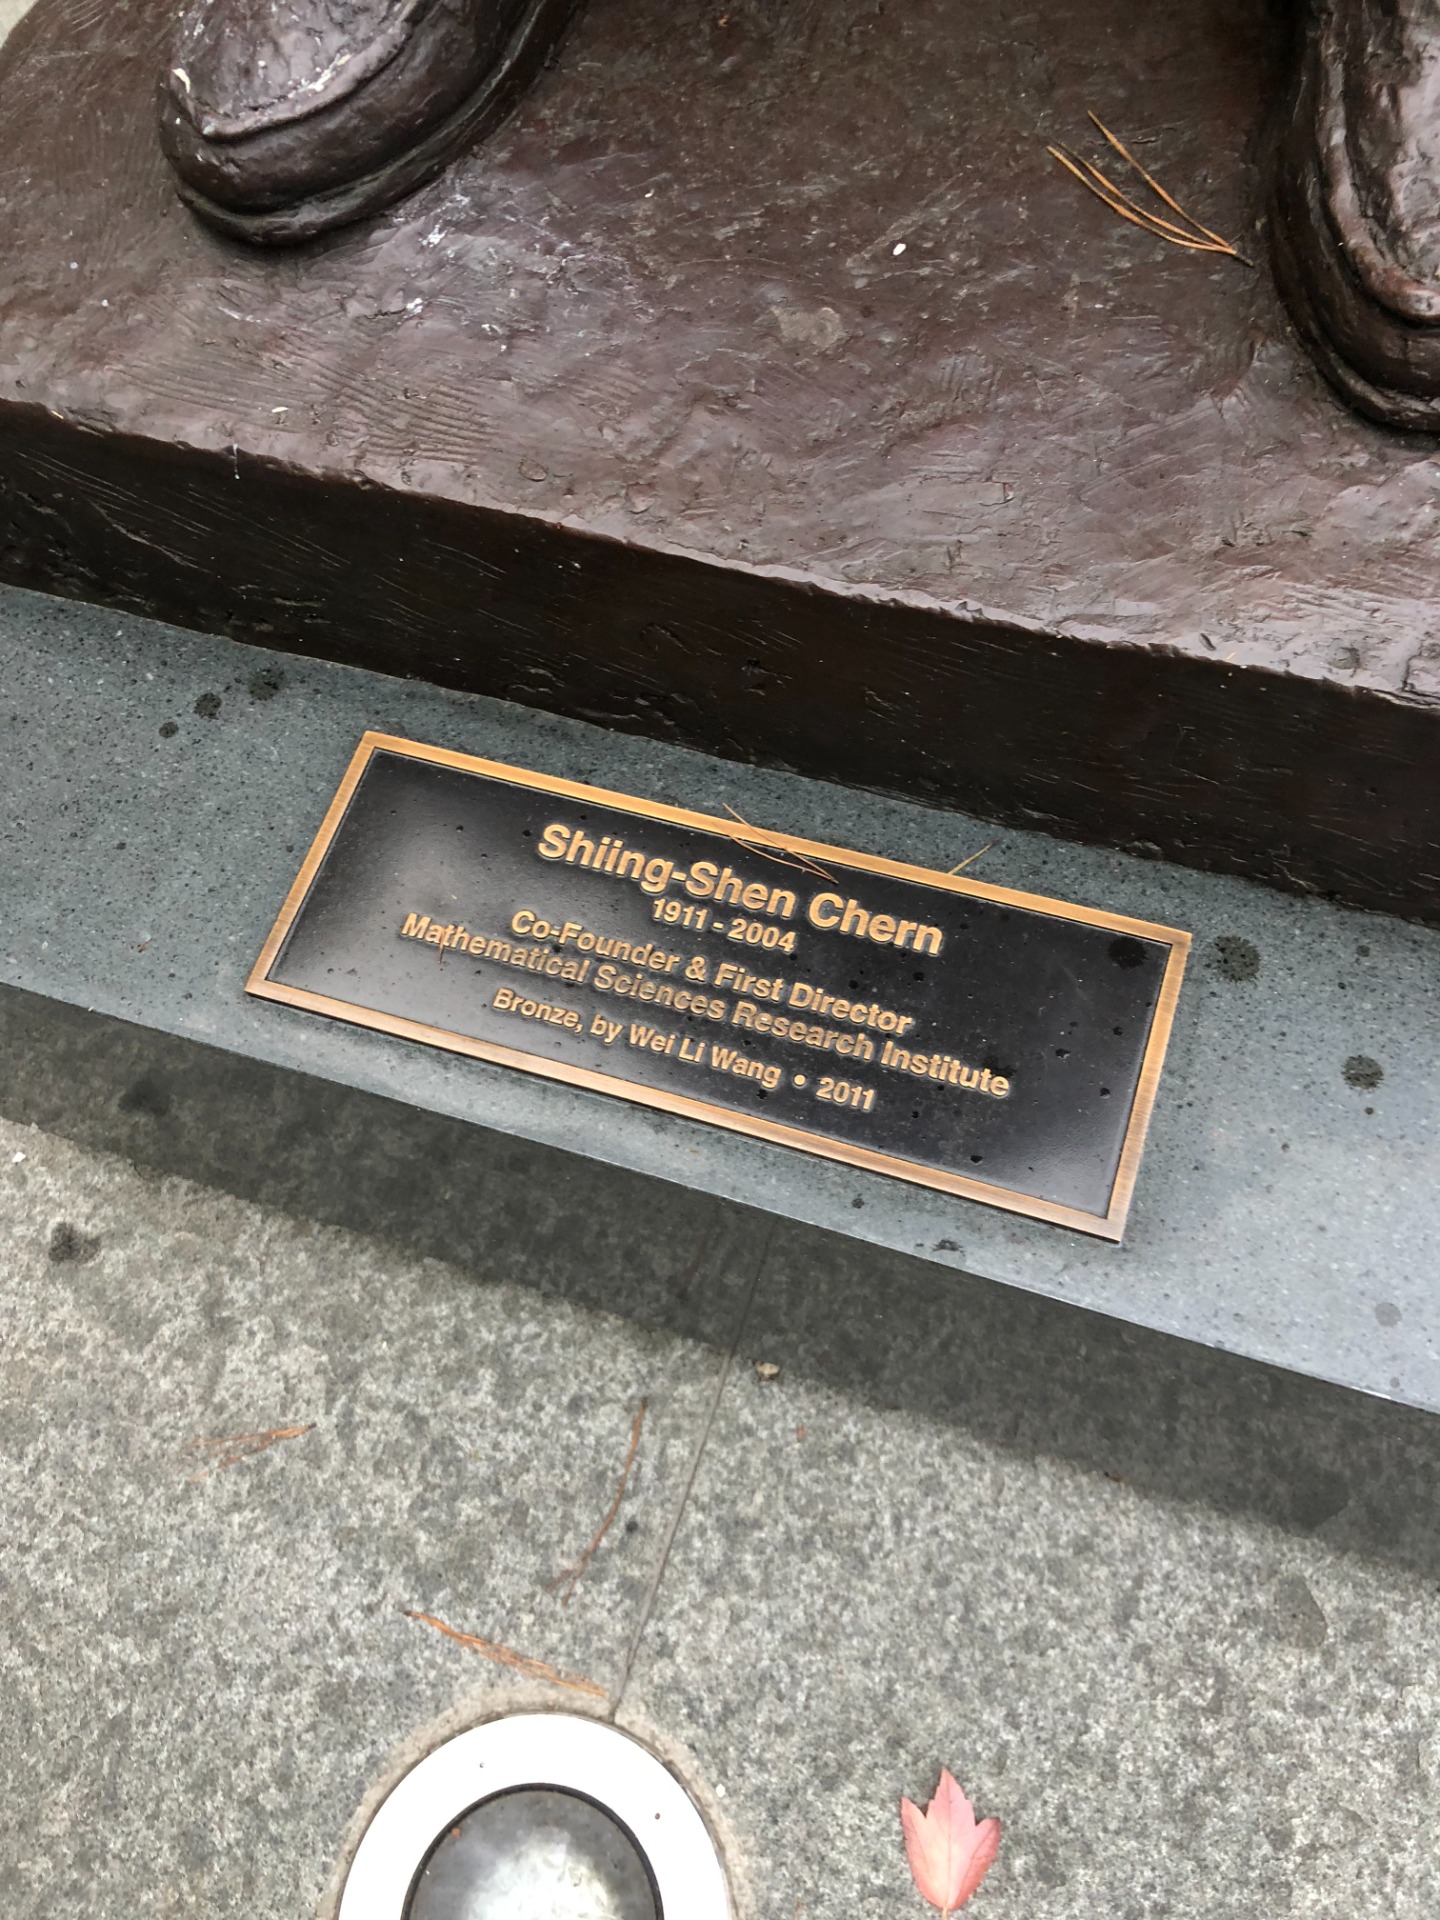 Shiing-Shen Chern
1911 - 2004
Co-Founder & First Director
Mathematical Sciences Research Institute
Bronze, by Wei Li Wang • 2011